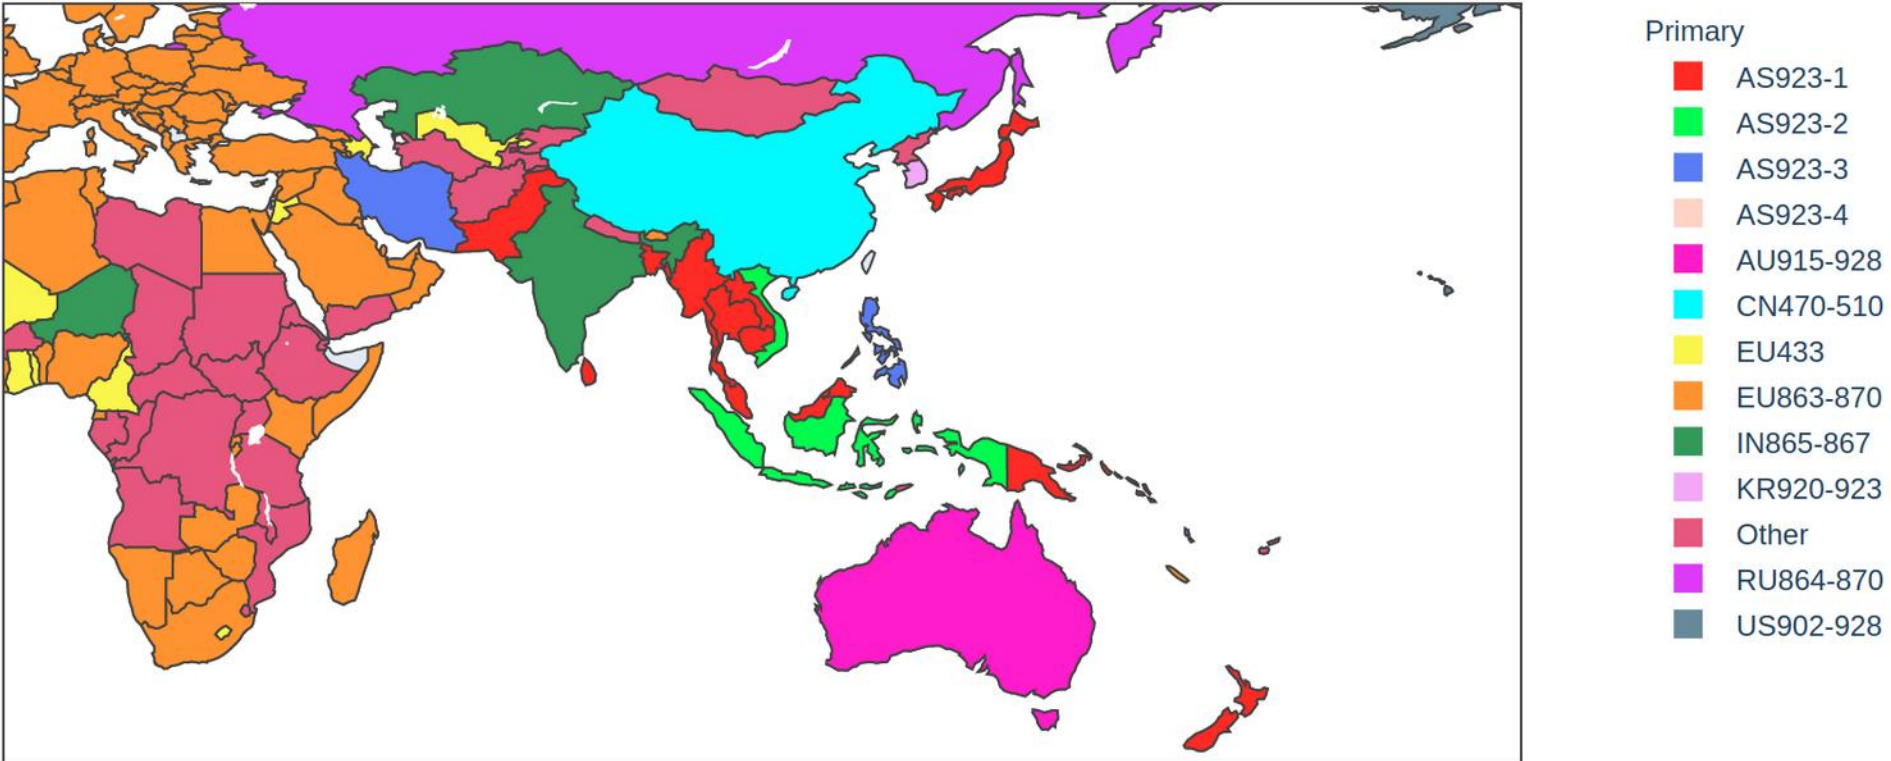 Primary
AS923-1
AS923-2
AS923-3
AS923-4
AU915-928
CN470-510
EU433
EU863-870
IN865-867
KR920-923
Other
RU864-870
US902-928